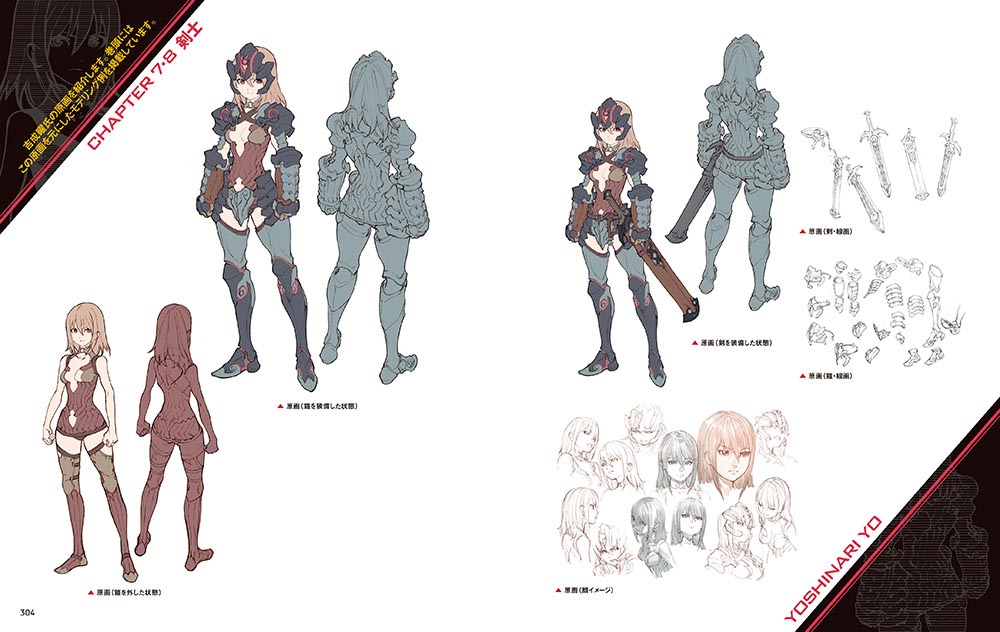 吉成曜氏の原画を紹介します。巻頭には
この原画を元にしたモデリング例を掲載しています。
CHAPTER 7・8 剣士
▲ 原画（鎧を装備した状態）
▲ 原画（鎧を外した状態）
304
▲ 原画（剣・線画）
▲ 原画（剣を装備した状態）
▲ 原画（鎧・線画）
▲ 原画（顔イメージ）
YOSHINARI YO